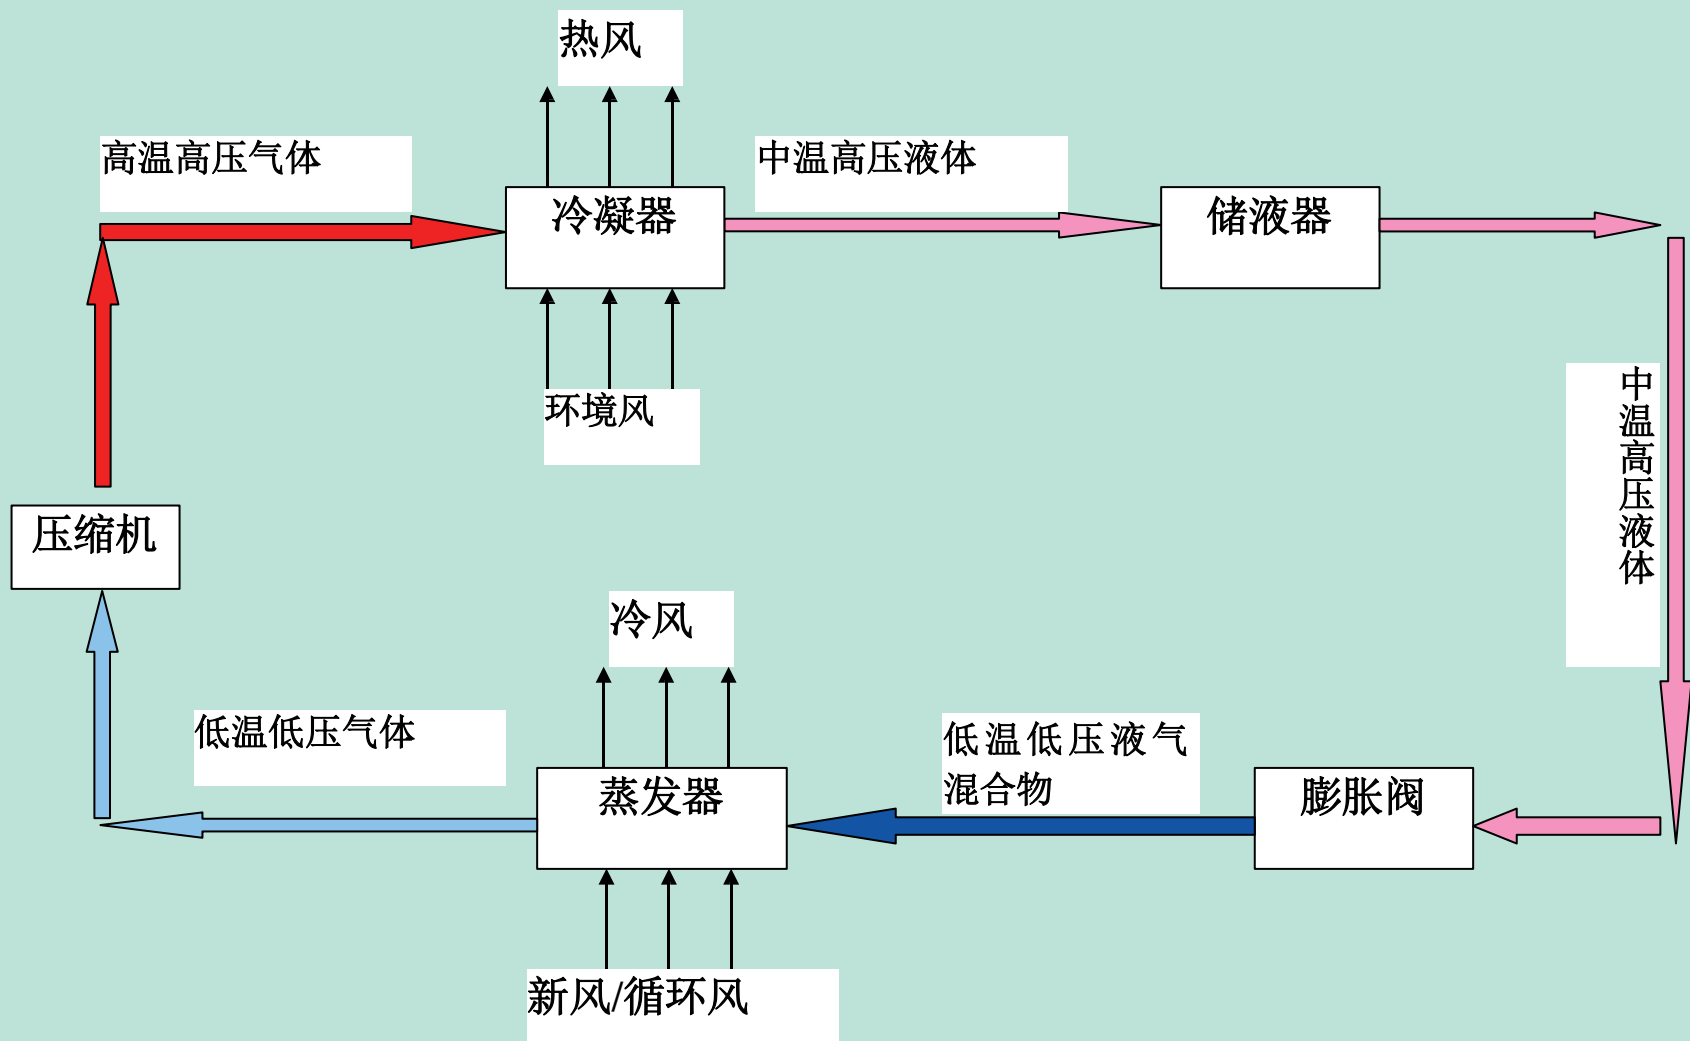 热风
高温高压气体
中温高压液体
冷凝器
储液器
环境风
中温高压液体
压缩机
冷风
低温低压气体
低温低压液气
混合物
蒸发器
膨胀阀
新风/循环风